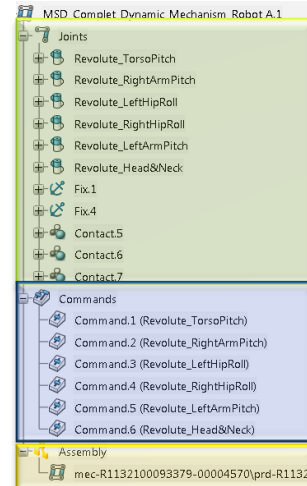 MSD_Complet_Dynamic_Mechanism_Robot A.1
Joints
Revolute_TorsoPitch
Revolute_RightArmPitch
Revolute_LeftHipRoll
Revolute_RightHipRoll
Revolute_LeftArmPitch
Revolute_Head&Neck
Fix.1
Fix.4
Contact.5
Contact.6
Contact.7
Commands
Command.1 (Revolute_TorsoPitch)
Command.2 (Revolute_RightArmPitch)
Command.3 (Revolute_LeftHipRoll)
Command.4 (Revolute_RightHipRoll)
Command.5 (Revolute_LeftArmPitch)
Command.6 (Revolute_Head&Neck)
Assembly
mec-R1132100093379-00004570\prd-R1132